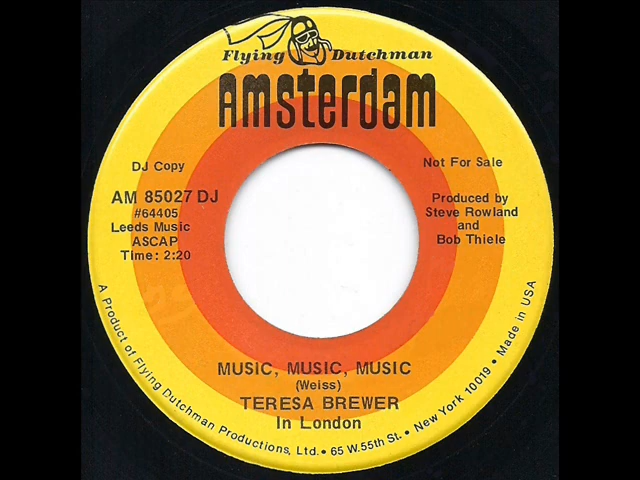 Flying Dutchman
Amsterdam
DJ Copy
Not For Sale
AM 85027 DJ
#64405
Leeds Music
ASCAP
Time: 2:20
Produced by
Steve Rowland
and
Bob Thiele
MUSIC, MUSIC, MUSIC
(Weiss)
TERESA BREWER
In London
A Product of Flying Dutchman Productions, Ltd. • 65 W. 55th St. • New York 10019 • Made in USA